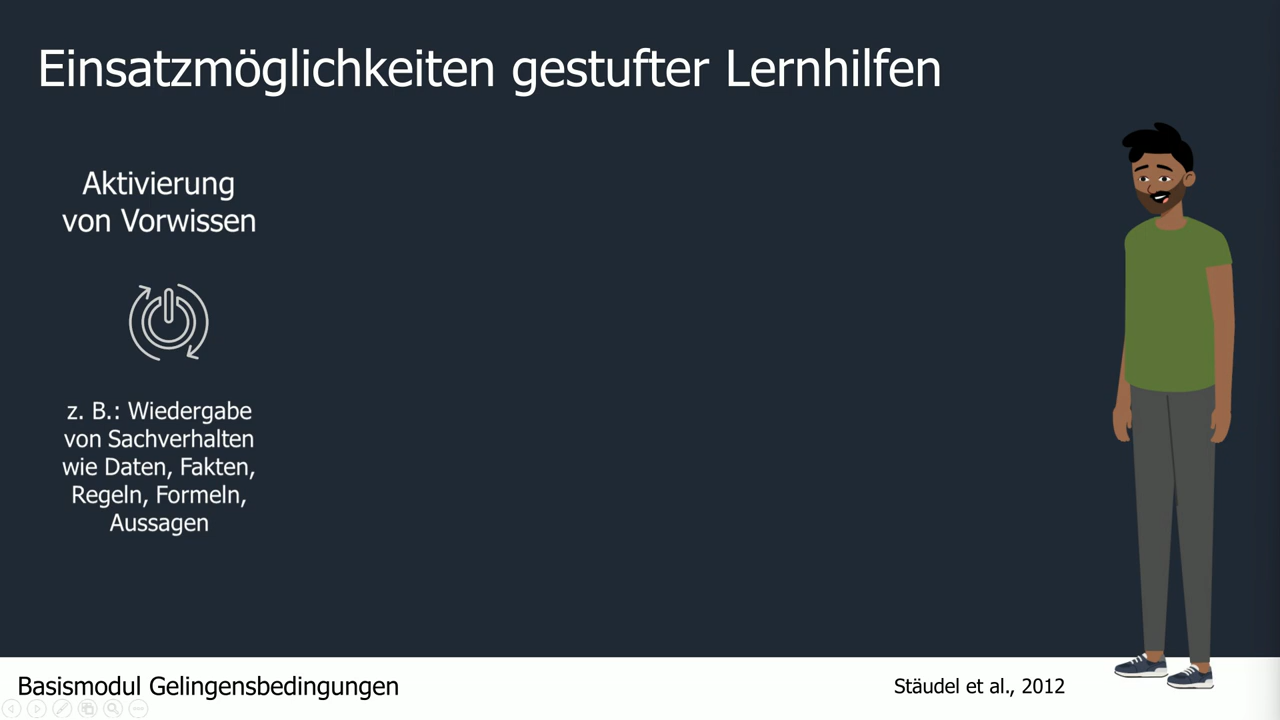 Einsatzmöglichkeiten gestufter Lernhilfen
Aktivierung
von Vorwissen
z. B.: Wiedergabe
von Sachverhalten
wie Daten, Fakten,
Regeln, Formeln,
Aussagen
Basismodul Gelingensbedingungen
Stäudel et al., 2012